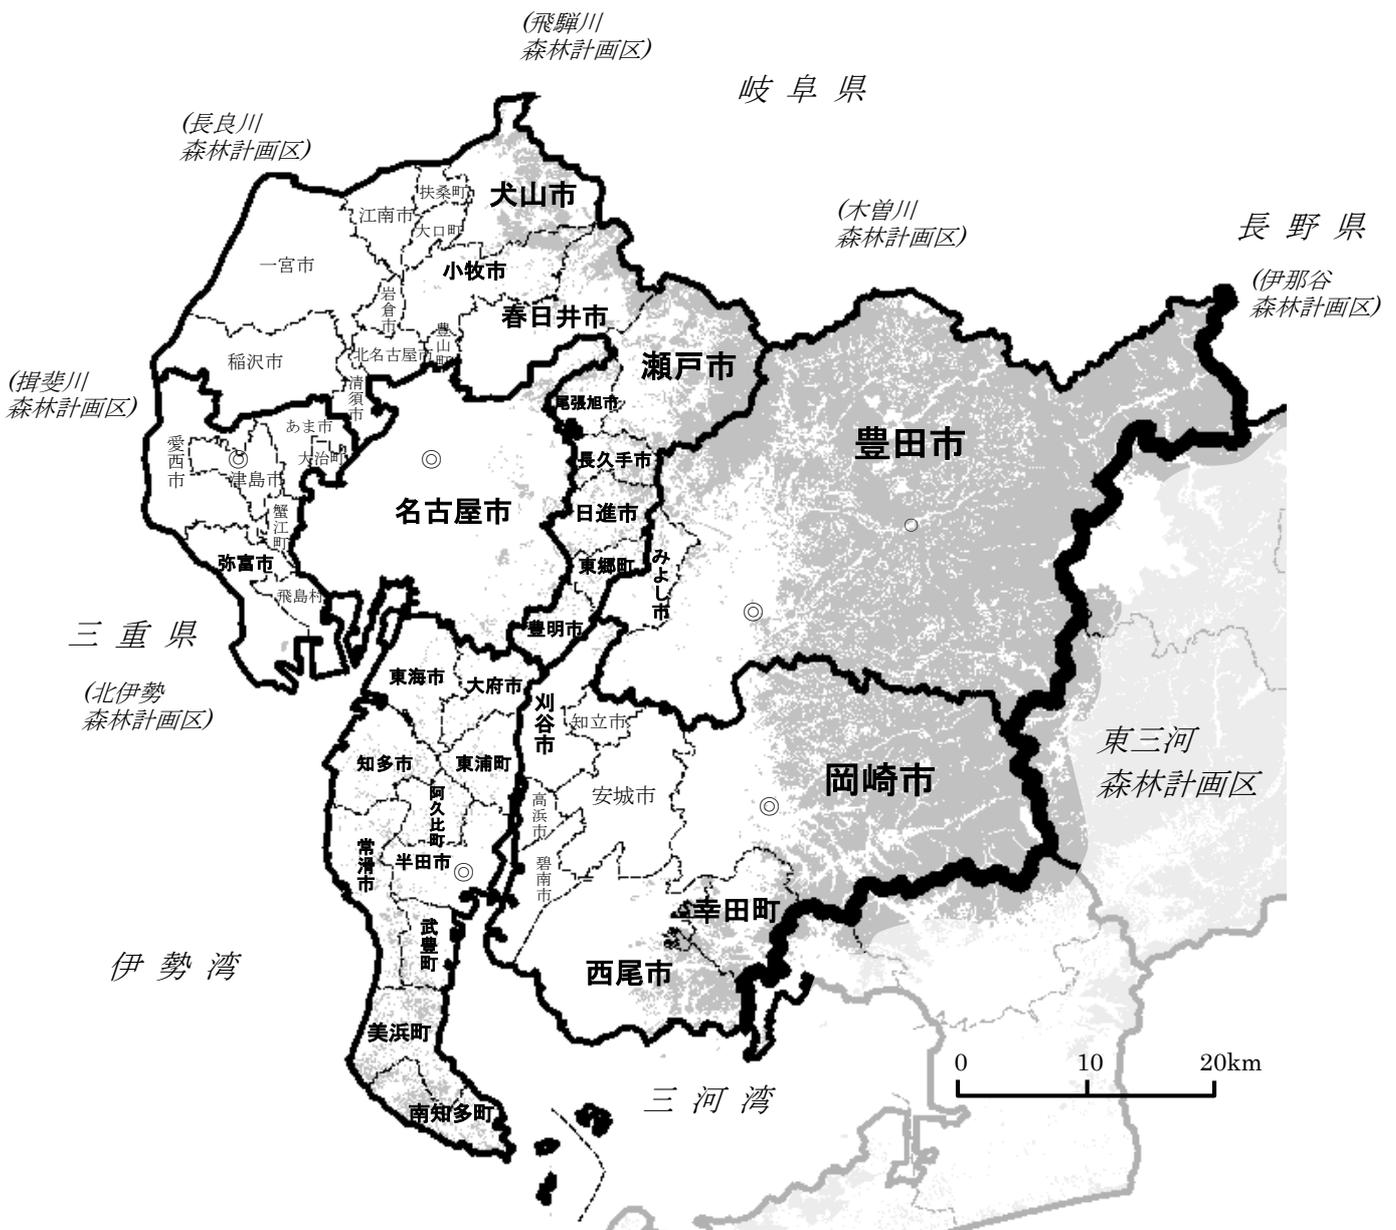 (飛騨川
森林計画区)
岐 阜 県
(長良川
森林計画区)
扶桑町
犬山市
江南市
大口町
(木曽川
森林計画区)
長 野 県
一宮市
小牧市
(伊那谷
森林計画区)
岩倉市
春日井市
豊山町
稲沢市
北名古屋市
瀬戸市
(揖斐川
森林計画区)
清須市
尾張旭市
あま市
豊田市
愛西市
大治町
長久手市
津島市
名古屋市
日進市
蟹江町
弥富市
東郷町
みよし市
飛島村
三 重 県
豊明市
東海市
大府市
(北伊勢
森林計画区)
刈谷市
知立市
東三河
森林計画区
知多市
東浦町
岡崎市
阿久比町
高浜市
安城市
常滑市
半田市
碧南市
幸田町
武豊町
伊 勢 湾
西尾市
美浜町
0 10 20km
三 河 湾
南知多町